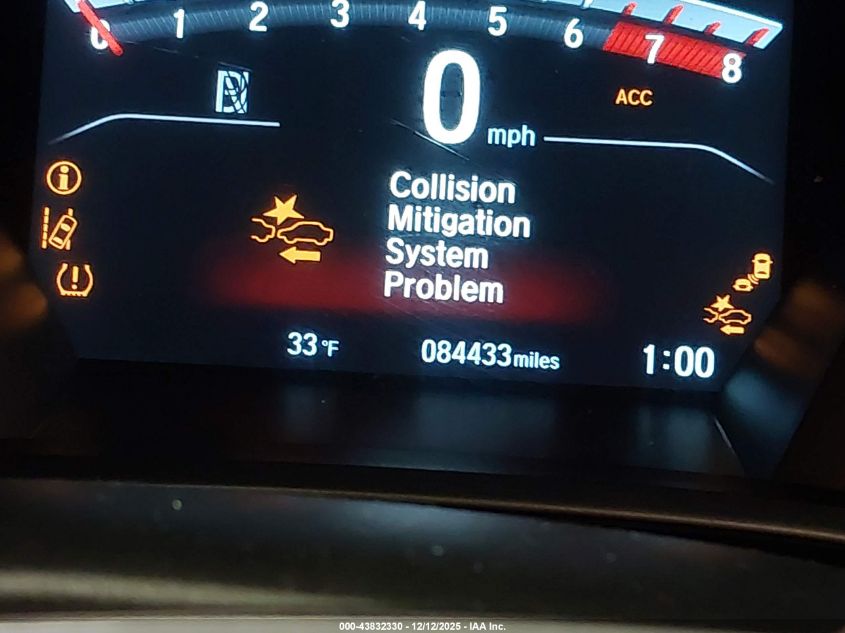 0 1 2 3 4 5 6 7 8
0 mph
ACC
Collision
Mitigation
System
Problem
33°F 084433 miles 1:00
000-43832330 - 12/12/2025 - IAA Inc.